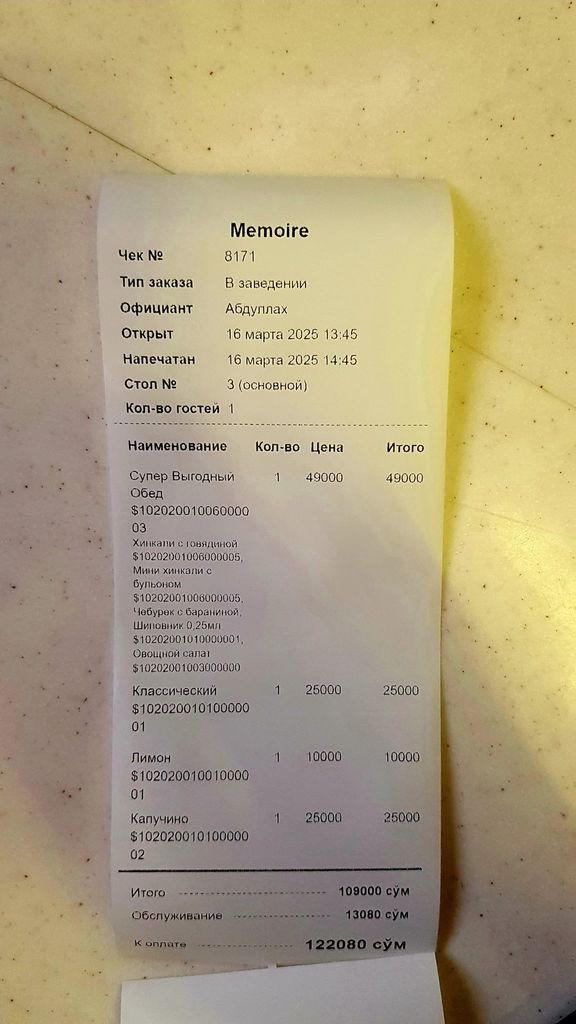 Memoire
Чек № 8171
Тип заказа В заведении
Официант Абдуллах
Открыт 16 марта 2025 13:45
Напечатан 16 марта 2025 14:45
Стол № 3 (основной)
Кол-во гостей 1
Наименование Кол-во Цена Итого
Супер Выгодный 1 49000 49000
Обед
$102020010060000
03
Хинкали с говядиной
$10202001006000005,
Мини хинкали с
бульоном
$10202001006000005,
Чебурек с бараниной,
Шиповник 0,25мл
$10202001010000001,
Овощной салат
$10202001003000000
Классический 1 25000 25000
$102020010100000
01
Лимон 1 10000 10000
$102020010010000
01
Капучино 1 25000 25000
$102020010100000
02
Итого 109000 сўм
Обслуживание 13080 сўм
К оплате 122080 сўм